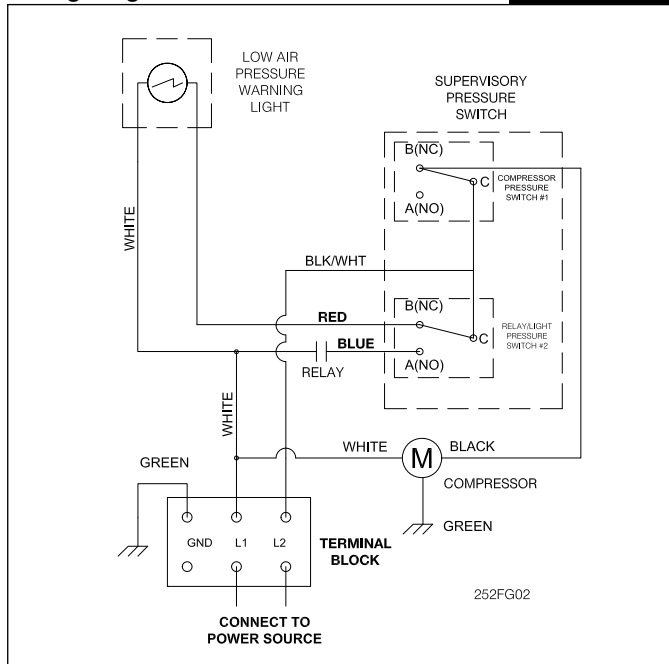 LOW AIR
PRESSURE
WARNING
LIGHT
SUPERVISORY
PRESSURE
SWITCH
B(NC)
C
COMPRESSOR
PRESSURE
SWITCH #1
A(NO)
WHITE
BLK/WHT
RED
B(NC)
C
RELAY/LIGHT
PRESSURE
SWITCH #2
BLUE
A(NO)
RELAY
WHITE
WHITE
M
BLACK
COMPRESSOR
GREEN
GREEN
GND
L1
L2
TERMINAL
BLOCK
CONNECT TO
POWER SOURCE
252FG02